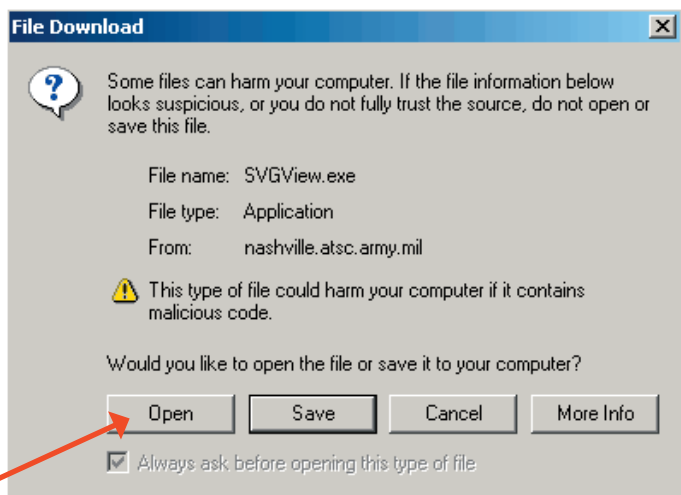 File Download
Some files can harm your computer. If the file information below
looks suspicious, or you do not fully trust the source, do not open or
save this file.
File name: SVGView.exe
File type: Application
From: nashville.atsc.army.mil
This type of file could harm your computer if it contains
malicious code.
Would you like to open the file or save it to your computer?
Open Save Cancel More Info
Always ask before opening this type of file